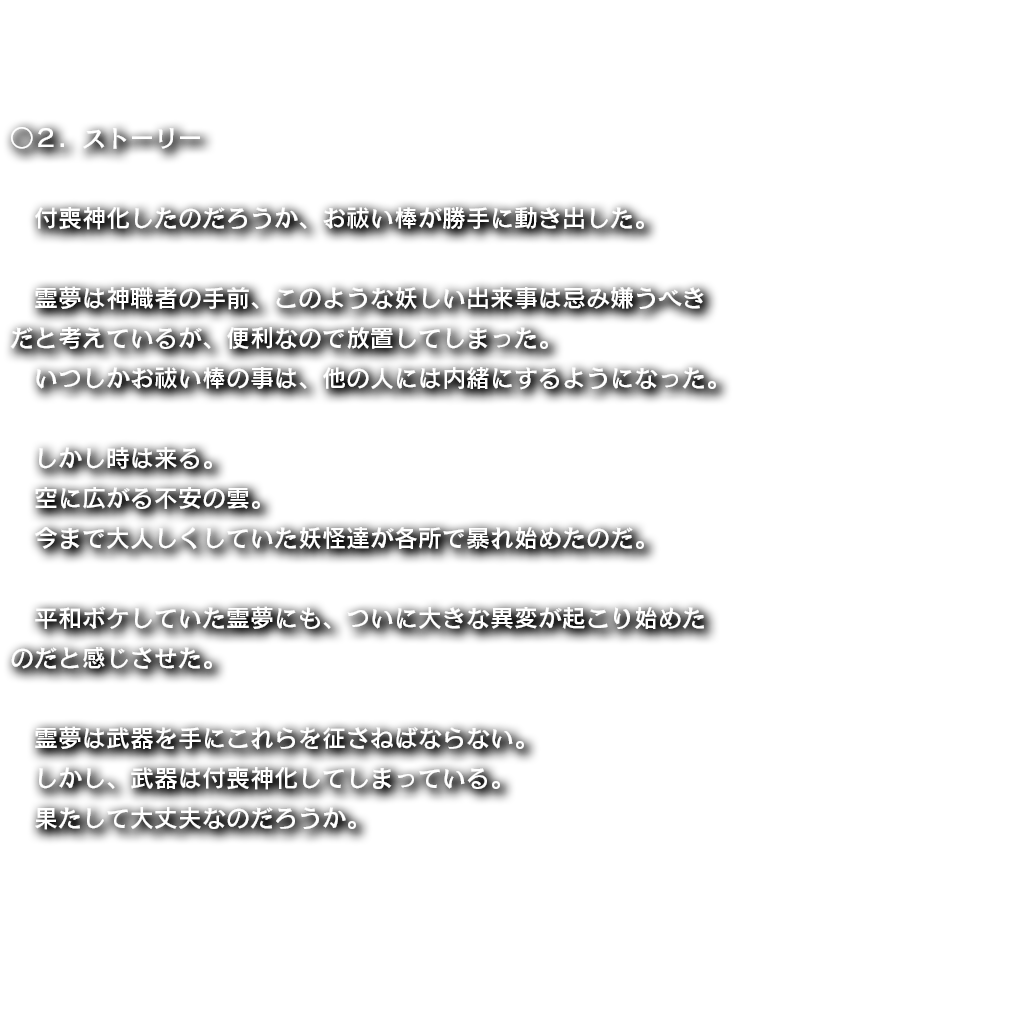 ○２．ストーリー
　付喪神化したのだろうか、お祓い棒が勝手に動き出した。
　霊夢は神職者の手前、このような妖しい出来事は忌み嫌うべき
だと考えているが、便利なので放置してしまった。
　いつしかお祓い棒の事は、他の人には内緒にするようになった。
　しかし時は来る。
　空に広がる不安の雲。
　今まで大人しくしていた妖怪達が各所で暴れ始めたのだ。
　平和ボケしていた霊夢にも、ついに大きな異変が起こり始めた
のだと感じさせた。
　霊夢は武器を手にこれらを征さねばならない。
　しかし、武器は付喪神化してしまっている。
　果たして大丈夫なのだろうか。